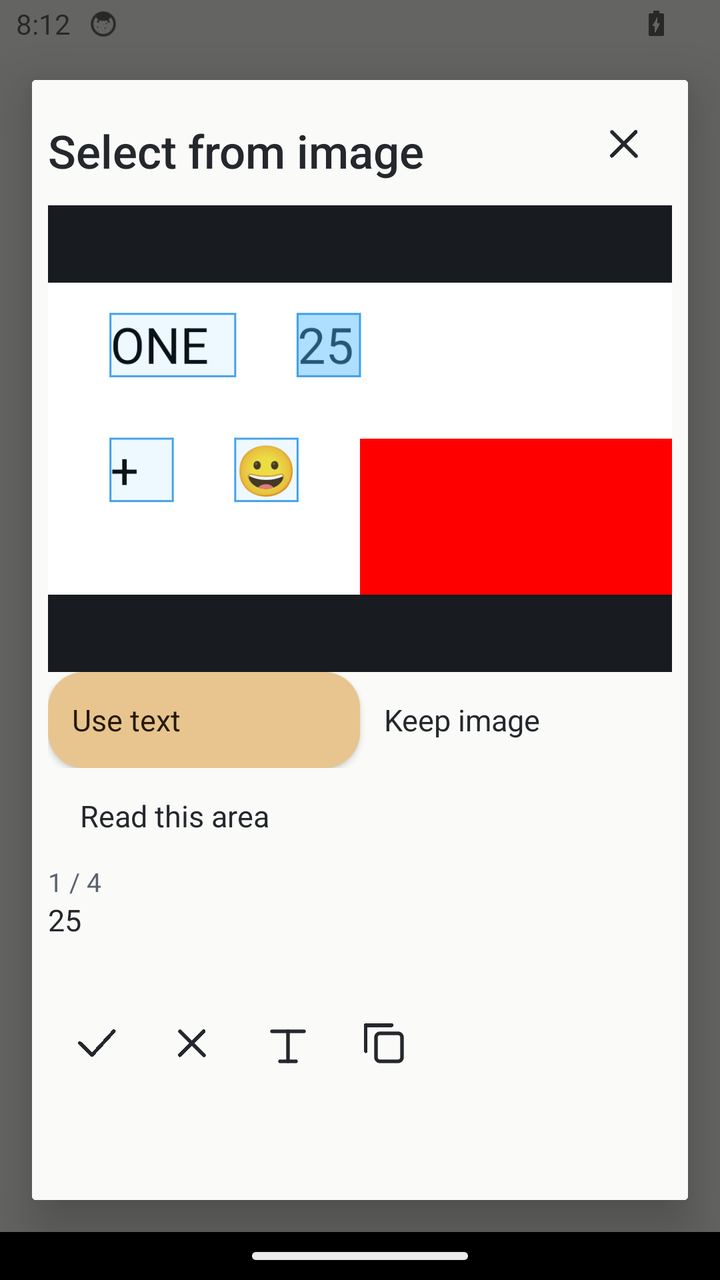 8:12
Select from image
ONE 25
+ 😀
Use text Keep image
Read this area
1 / 4
25